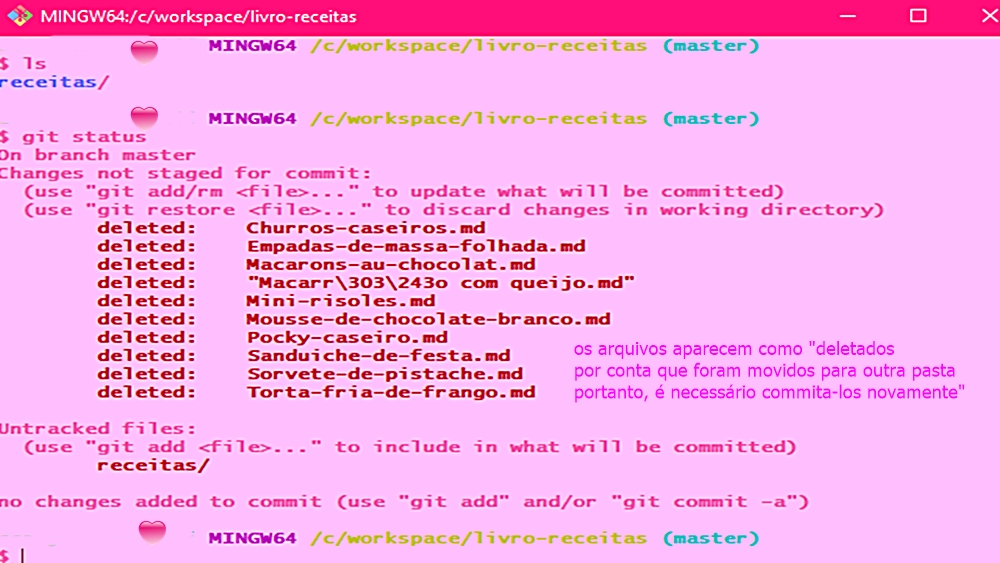 MINGW64:/c/workspace/livro-receitas
MINGW64 /c/workspace/livro-receitas (master)
$ ls
receitas/
MINGW64 /c/workspace/livro-receitas (master)
$ git status
On branch master
Changes not staged for commit:
(use "git add/rm <file>..." to update what will be committed)
(use "git restore <file>..." to discard changes in working directory)
deleted: Churros-caseiros.md
deleted: Empadas-de-massa-folhada.md
deleted: Macarons-au-chocolat.md
deleted: "Macarr\303\243o com queijo.md"
deleted: Mini-risoles.md
deleted: Mousse-de-chocolate-branco.md
deleted: Pocky-caseiro.md
deleted: Sanduiche-de-festa.md
deleted: Sorvete-de-pistache.md
deleted: Torta-fria-de-frango.md
os arquivos aparecem como "deletados
por conta que foram movidos para outra pasta
portanto, é necessário commita-los novamente"
Untracked files:
(use "git add <file>..." to include in what will be committed)
receitas/
no changes added to commit (use "git add" and/or "git commit -a")
MINGW64 /c/workspace/livro-receitas (master)
$